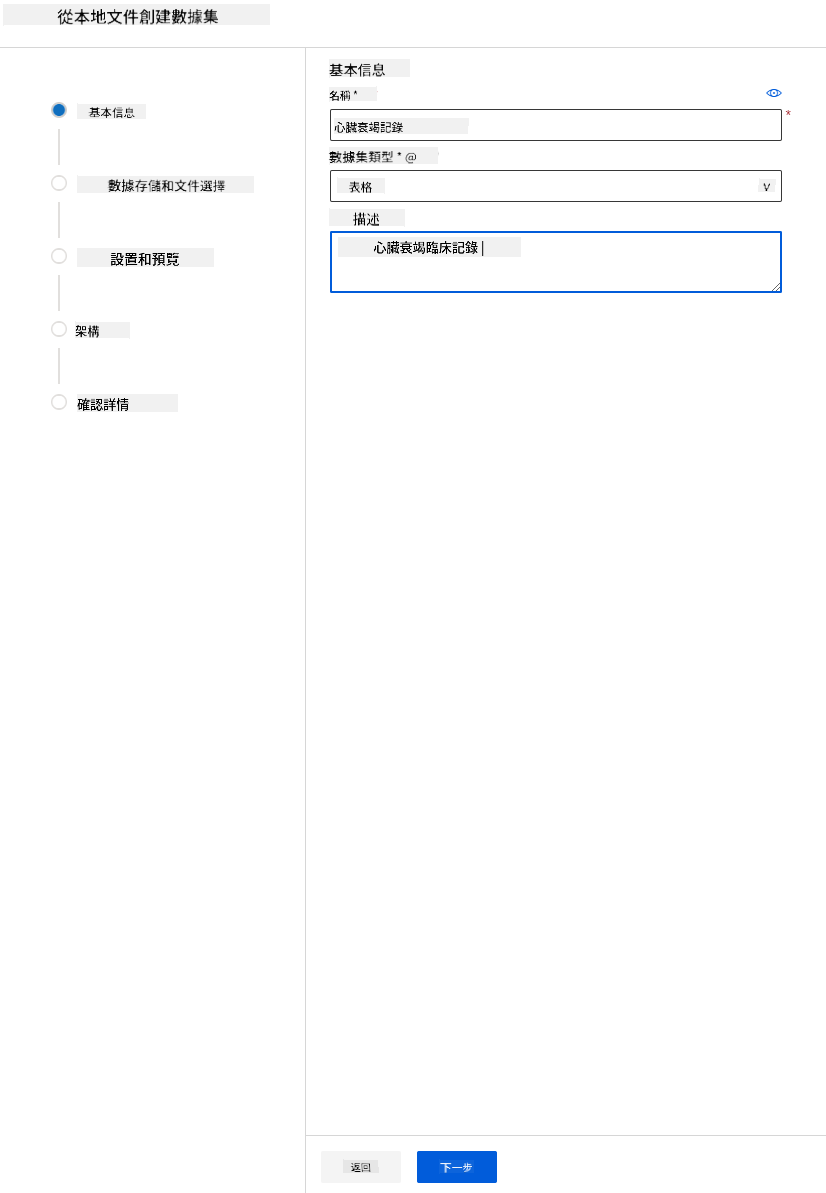 從本地文件創建數據集
基本信息
數據存儲和文件選擇
設置和預覽
架構
確認詳情
基本信息
名稱 *
*
心臟衰竭記錄
數據集類型 * @
表格
V
描述
心臟衰竭臨床記錄 |
返回
下一步